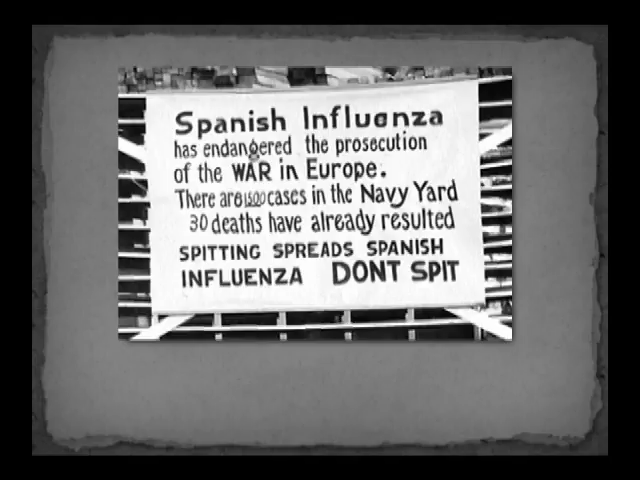 Spanish Influenza
has endangered the prosecution
of the WAR in Europe.
There are 1500 cases in the Navy Yard
30 deaths have already resulted
SPITTING SPREADS SPANISH
INFLUENZA DONT SPIT